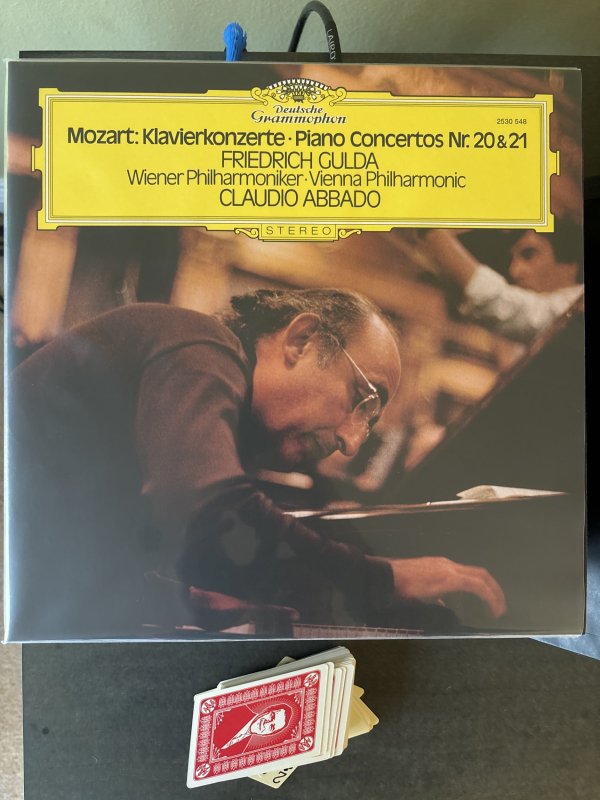 Deutsche
Grammophon
2530 548
Mozart: Klavierkonzerte · Piano Concertos Nr. 20 & 21
FRIEDRICH GULDA
Wiener Philharmoniker · Vienna Philharmonic
CLAUDIO ABBADO
STEREO